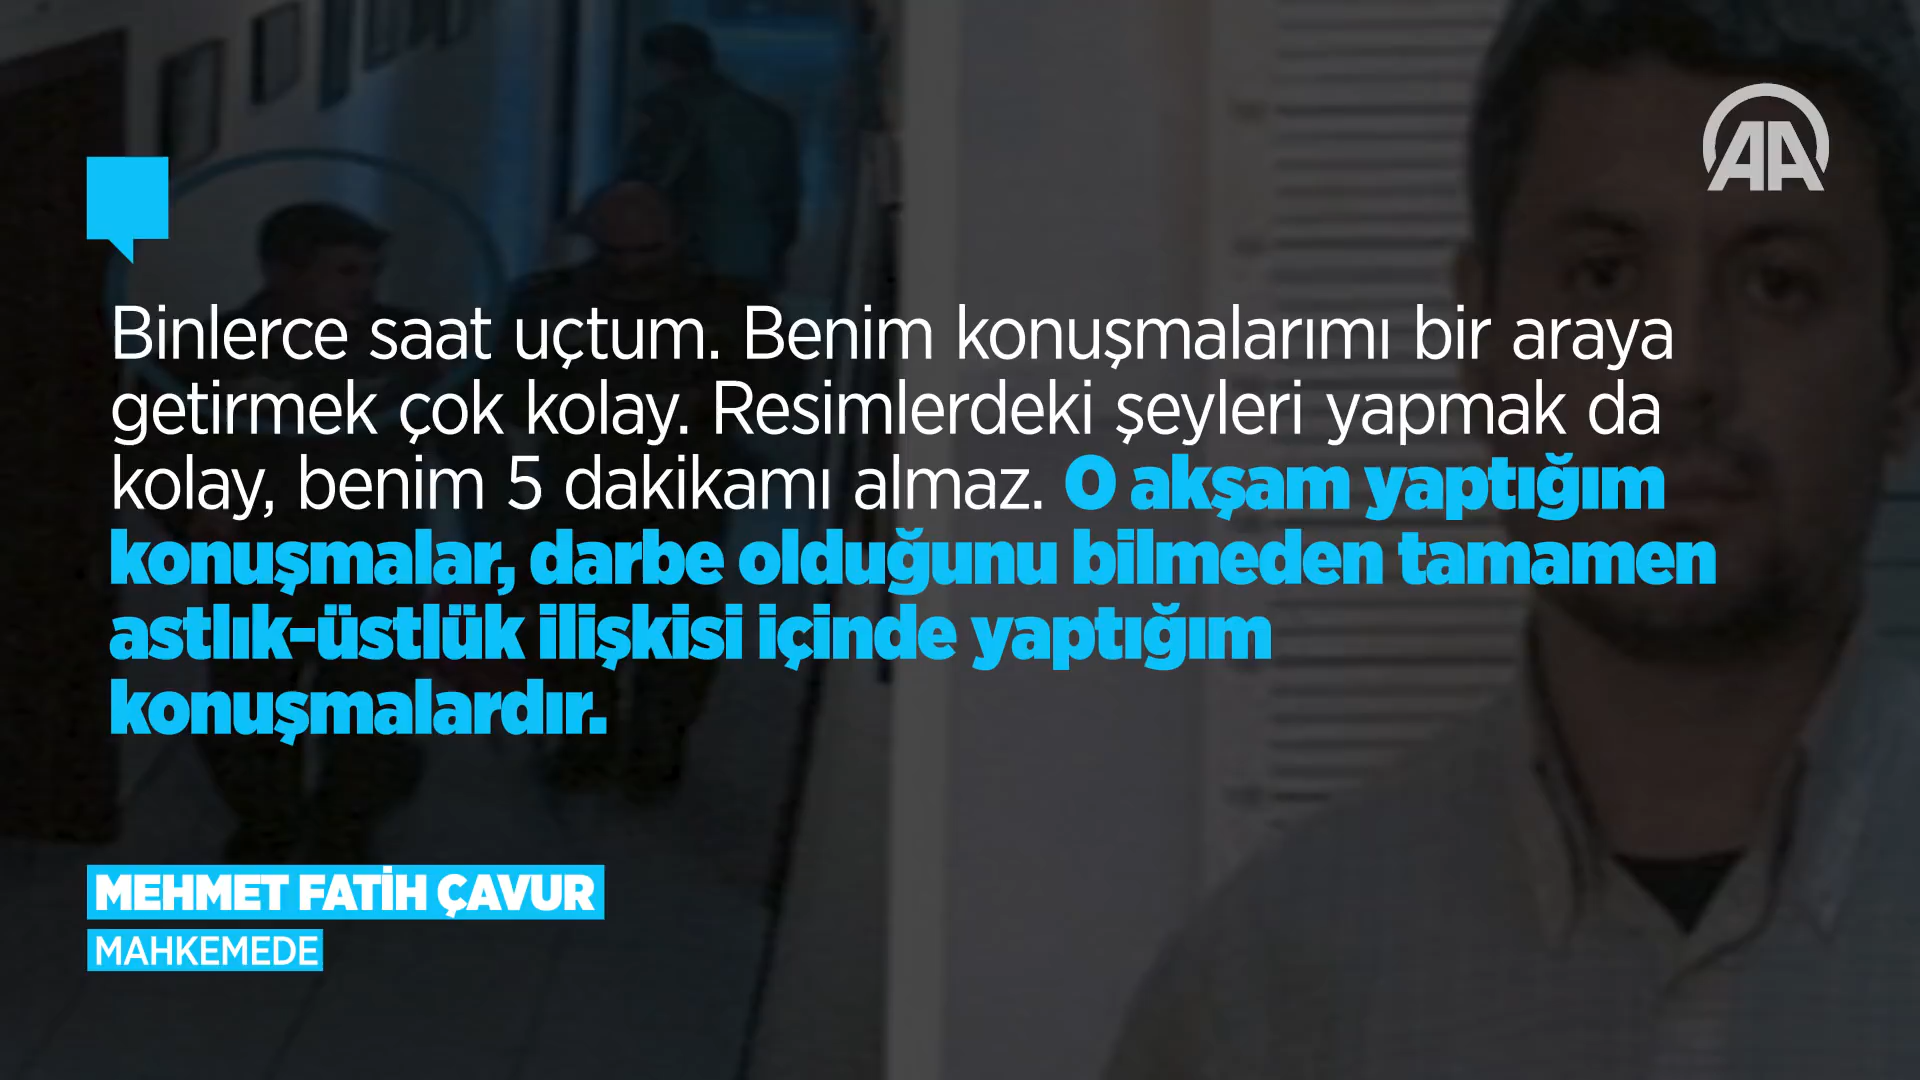 AA
Binlerce saat uçtum. Benim konuşmalarımı bir araya
getirmek çok kolay. Resimlerdeki şeyleri yapmak da
kolay, benim 5 dakikamı almaz. O akşam yaptığım
konuşmalar, darbe olduğunu bilmeden tamamen
astlık-üstlük ilişkisi içinde yaptığım
konuşmalardır.
MEHMET FATİH ÇAVUR
MAHKEMEDE